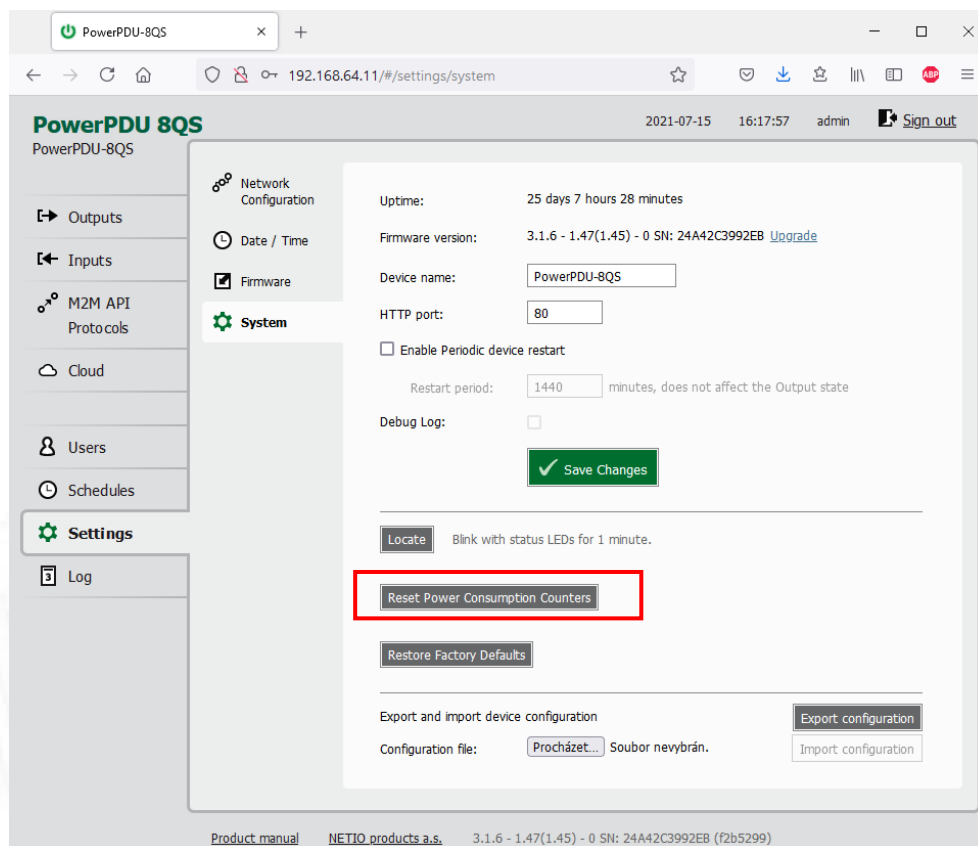 PowerPDU-8QS
192.168.64.11/#/settings/system
ABP
PowerPDU 8QS
PowerPDU-8QS
2021-07-15 16:17:57 admin Sign out
Outputs
Inputs
M2M API
Protocols
Cloud
Users
Schedules
Settings
3 Log
Network
Configuration
Date / Time
Firmware
System
Uptime: 25 days 7 hours 28 minutes
Firmware version: 3.1.6 - 1.47(1.45) - 0 SN: 24A42C3992EB Upgrade
Device name: PowerPDU-8QS
HTTP port: 80
Enable Periodic device restart
Restart period: 1440 minutes, does not affect the Output state
Debug Log:
Save Changes
Locate Blink with status LEDs for 1 minute.
Reset Power Consumption Counters
Restore Factory Defaults
Export and import device configuration Export configuration
Configuration file: Procházet... Soubor nevybrán. Import configuration
Product manual NETIO products a.s. 3.1.6 - 1.47(1.45) - 0 SN: 24A42C3992EB (f2b5299)